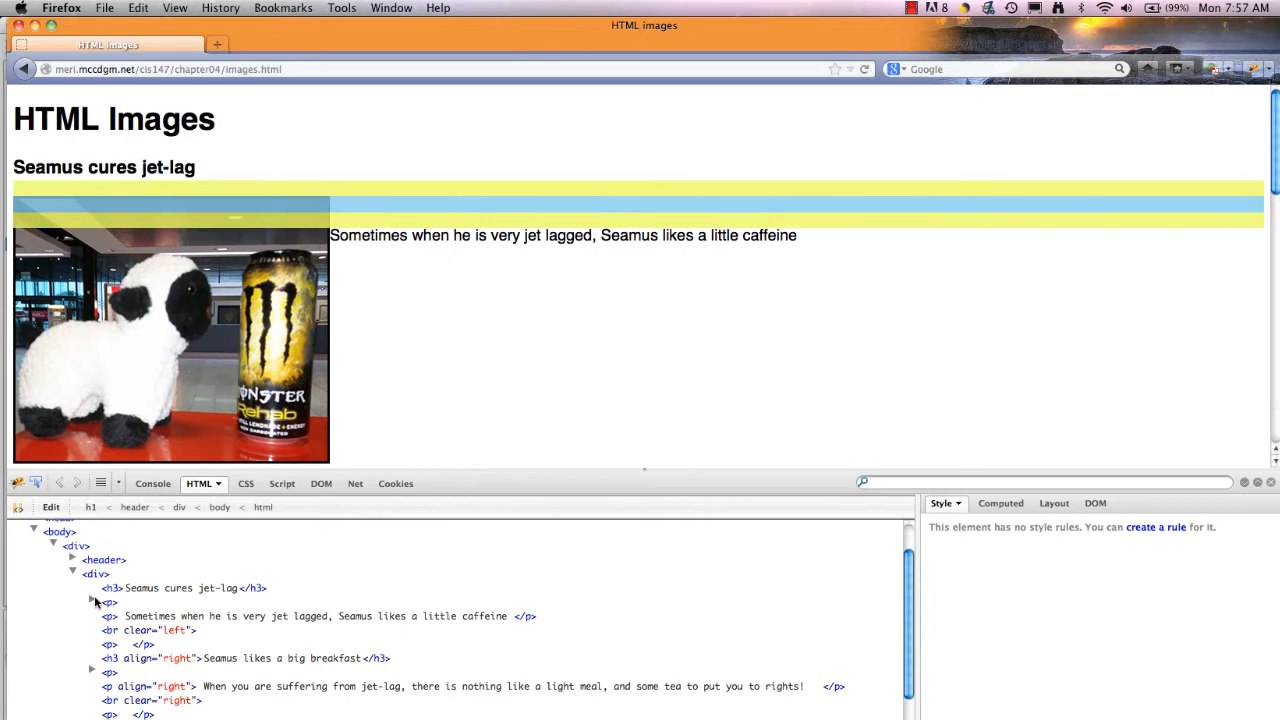 Firefox File Edit View History Bookmarks Tools Window Help 8 (99%) Mon 7:57 AM
HTML images
HTML images
meri.mccdgm.net/cis147/chapter04/images.html Google
HTML Images
Seamus cures jet-lag
Sometimes when he is very jet lagged, Seamus likes a little caffeine
MONSTER
Rehab
Console HTML CSS Script DOM Net Cookies
Edit h1 < header < div < body < html
Style Computed Layout DOM
This element has no style rules. You can create a rule for it.
<body>
<div>
<header>
<div>
<h3>Seamus cures jet-lag</h3>
<p>
<p> Sometimes when he is very jet lagged, Seamus likes a little caffeine </p>
<br clear="left">
<p> </p>
<h3 align="right">Seamus likes a big breakfast</h3>
<p>
<p align="right"> When you are suffering from jet-lag, there is nothing like a light meal, and some tea to put you to rights! </p>
<br clear="right">
<p> </p>